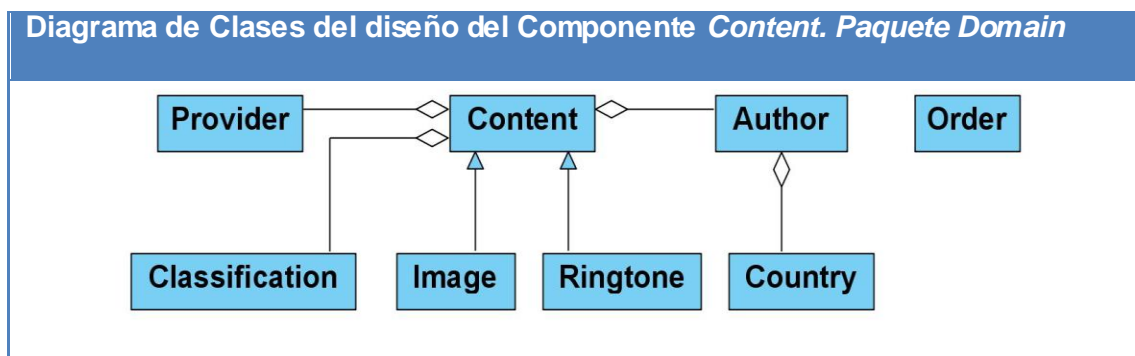 Diagrama de Clases del diseño del Componente Content. Paquete Domain
Provider Content Author Order
Classification Image Ringtone Country